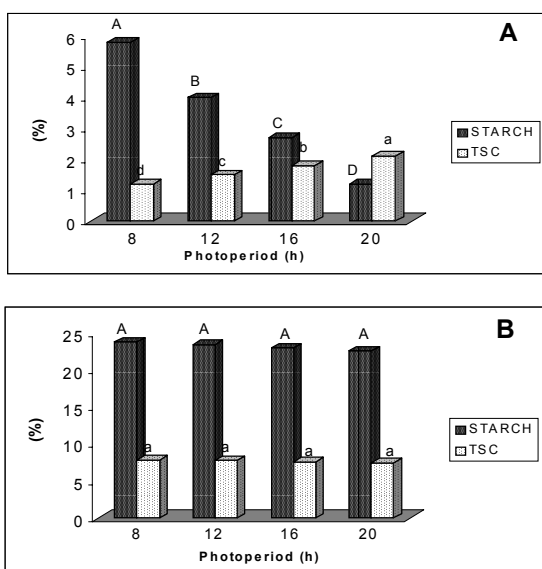 A
A
6
B
5
4
C
(%)
3
STARCH
TSC
b
a
2
d
c
D
1
0
8 12 16 20
Photoperiod (h)
B
25
A A A A
20
15
(%)
STARCH
TSC
10
a a a a
5
0
8 12 16 20
Photoperiod (h)